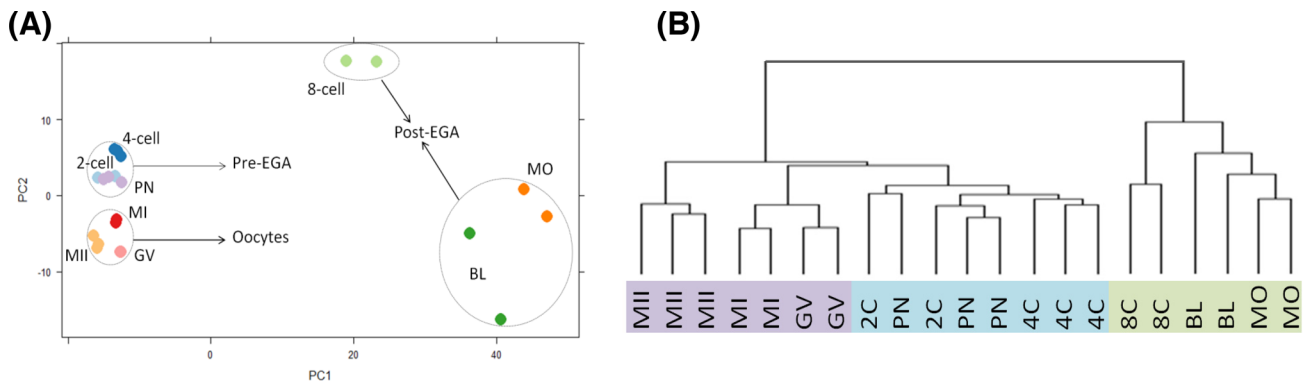 (A)
(B)
8-cell
10
Post-EGA
4-cell
2-cell
Pre-EGA
PN
MO
PC2
0
MI
Oocytes
MII
GV
BL
-10
0
20
40
PC1
MII MII MII MI MI GV GV 2C PN 2C PN PN 4C 4C 4C 8C 8C BL BL MO MO